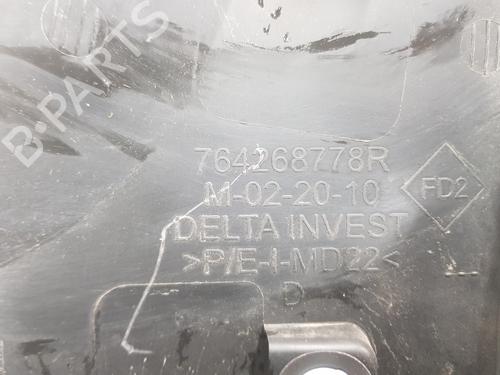 B-PARTS
764268778R
M-02-20-10
DELTA INVEST
>P/E-I-MD22<
D
FD2